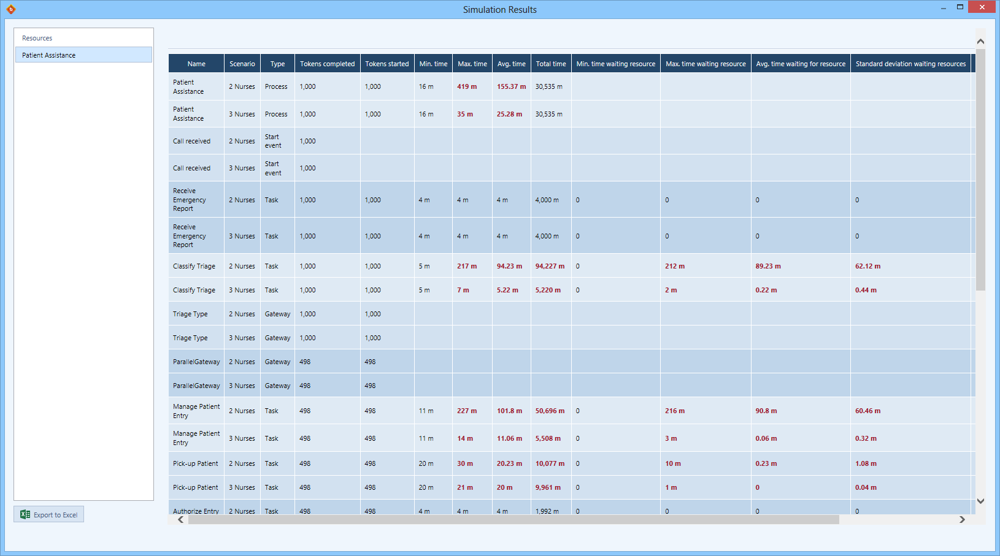 Simulation Results
Resources
Patient Assistance
Export to Excel
Name Scenario Type Tokens completed Tokens started Min. time Max. time Avg. time Total time Min. time waiting resource Max. time waiting resource Avg. time waiting for resource Standard deviation waiting resources
Patient Assistance 2 Nurses Process 1,000 1,000 16 m 419 m 155.37 m 30,535 m
Patient Assistance 3 Nurses Process 1,000 1,000 16 m 35 m 25.28 m 30,535 m
Call received 2 Nurses Start event 1,000
Call received 3 Nurses Start event 1,000
Receive Emergency Report 2 Nurses Task 1,000 1,000 4 m 4 m 4 m 4,000 m 0 0 0 0
Receive Emergency Report 3 Nurses Task 1,000 1,000 4 m 4 m 4 m 4,000 m 0 0 0 0
Classify Triage 2 Nurses Task 1,000 1,000 5 m 217 m 94.23 m 94,227 m 0 212 m 89.23 m 62.12 m
Classify Triage 3 Nurses Task 1,000 1,000 5 m 7 m 5.22 m 5,220 m 0 2 m 0.22 m 0.44 m
Triage Type 2 Nurses Gateway 1,000 1,000
Triage Type 3 Nurses Gateway 1,000 1,000
ParallelGateway 2 Nurses Gateway 498 498
ParallelGateway 3 Nurses Gateway 498 498
Manage Patient Entry 2 Nurses Task 498 498 11 m 227 m 101.8 m 50,696 m 0 216 m 90.8 m 60.46 m
Manage Patient Entry 3 Nurses Task 498 498 11 m 14 m 11.06 m 5,508 m 0 3 m 0.06 m 0.32 m
Pick-up Patient 2 Nurses Task 498 498 20 m 30 m 20.23 m 10,077 m 0 10 m 0.23 m 1.08 m
Pick-up Patient 3 Nurses Task 498 498 20 m 21 m 20 m 9,961 m 0 1 m 0 0.04 m
Authorize Entry 2 Nurses Task 498 498 4 m 4 m 4 m 1,992 m 0 0 0 0